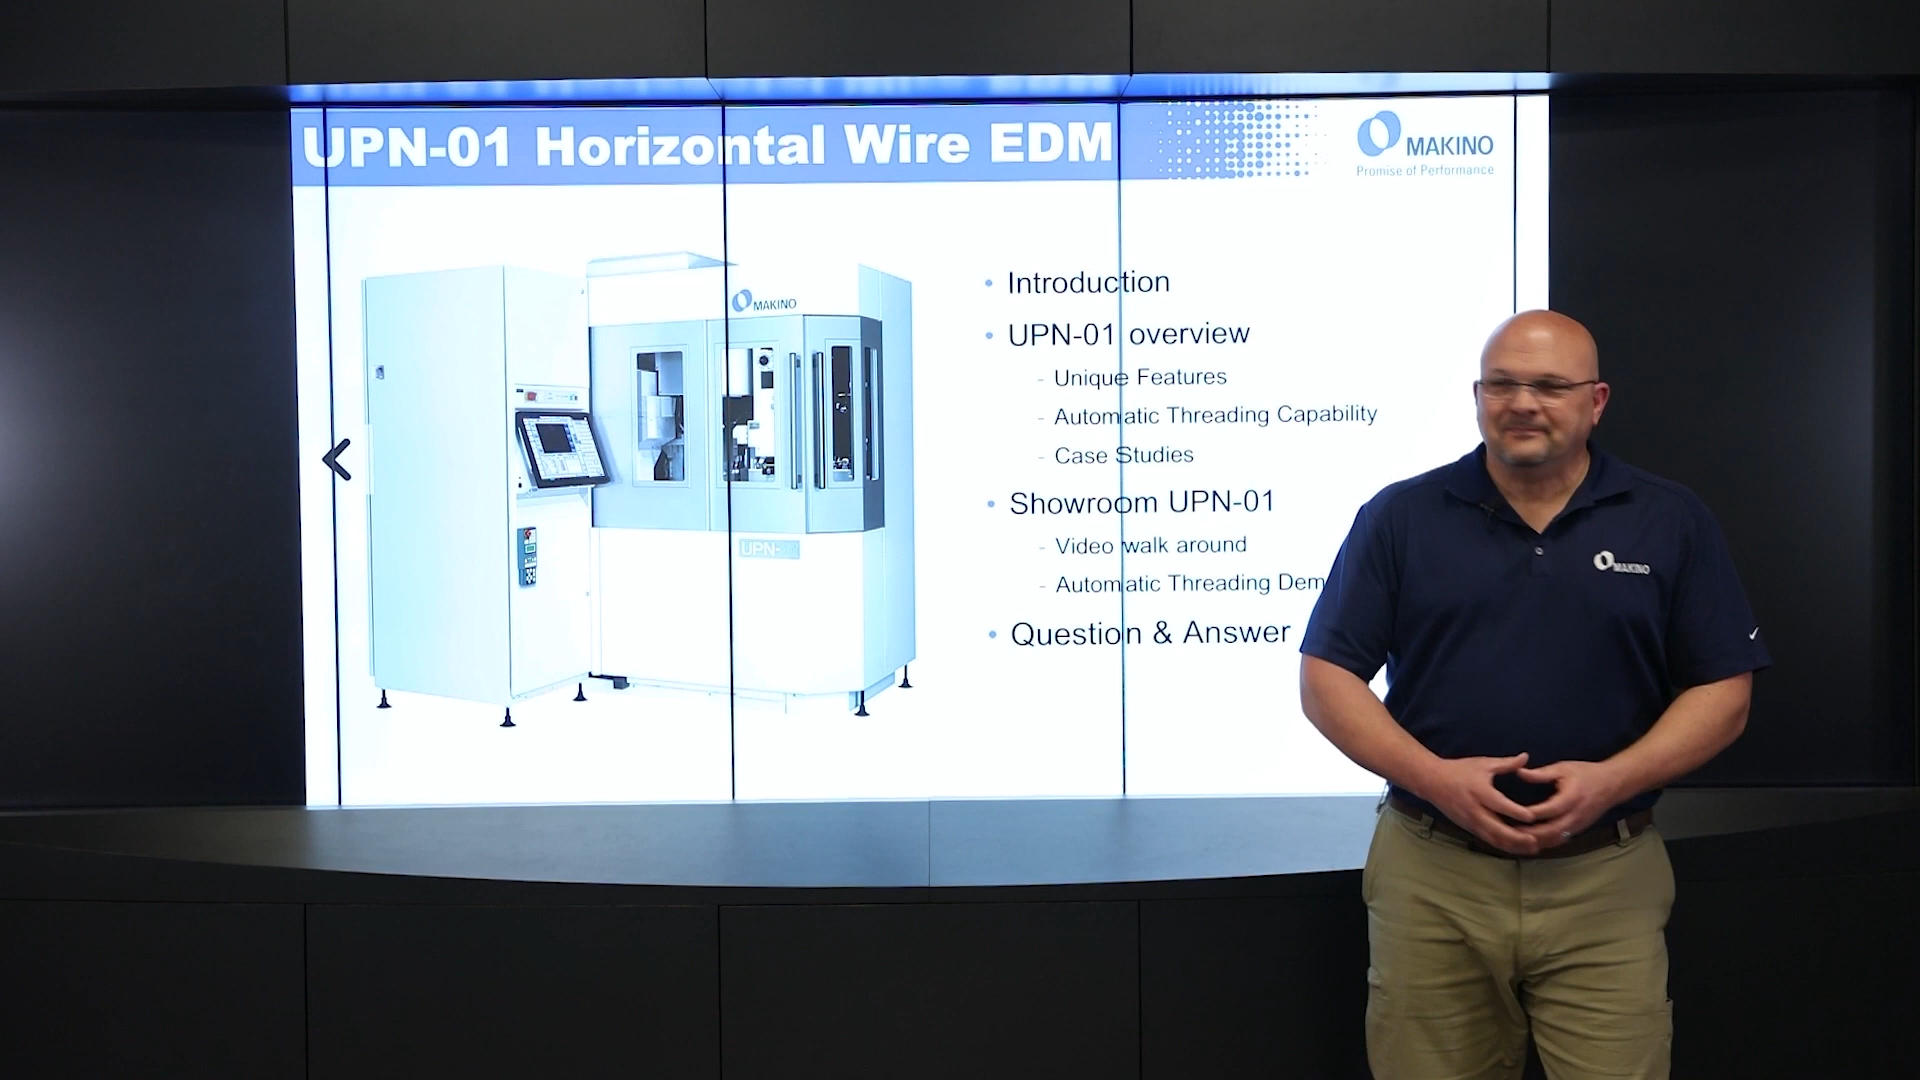 UPN-01 Horizontal Wire EDM
MAKINO
Promise of Performance
MAKINO
UPN-
• Introduction
• UPN-01 overview
- Unique Features
- Automatic Threading Capability
- Case Studies
• Showroom UPN-01
- Video walk around
- Automatic Threading Dem
• Question & Answer
MAKINO